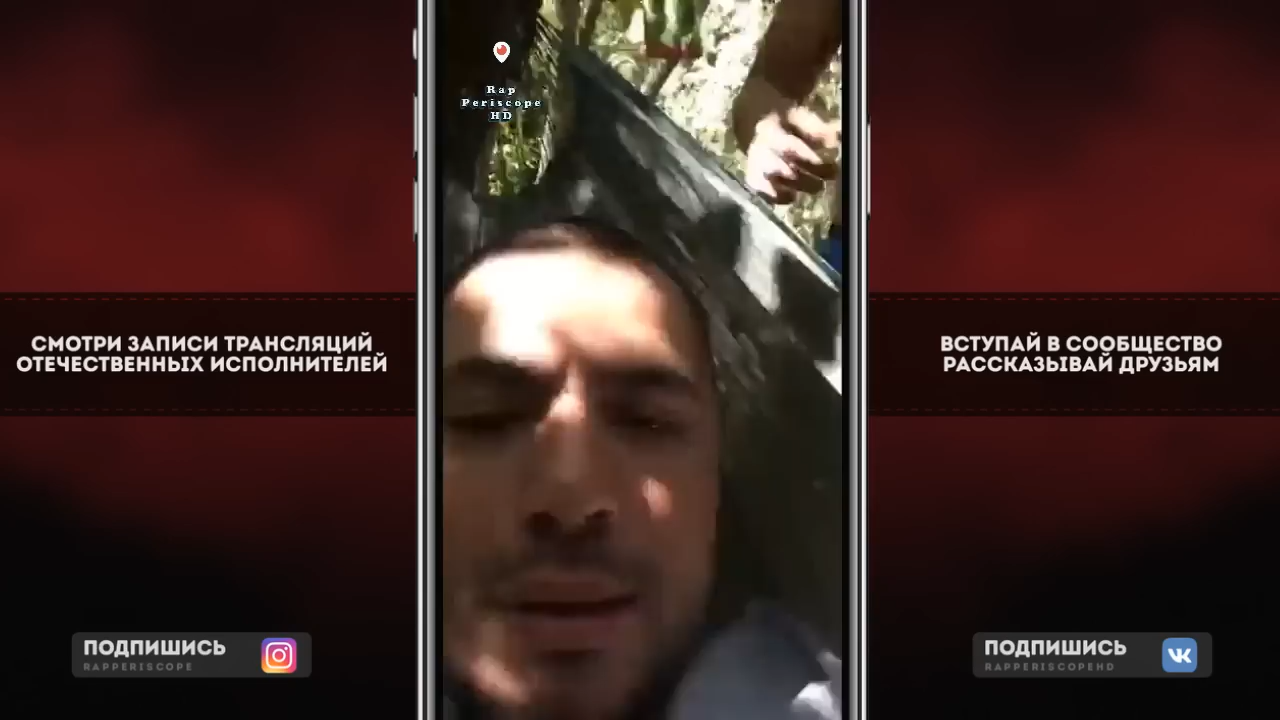 Rap
Periscope
HD
СМОТРИ ЗАПИСИ ТРАНСЛЯЦИЙ
ОТЕЧЕСТВЕННЫХ ИСПОЛНИТЕЛЕЙ
ВСТУПАЙ В СООБЩЕСТВО
РАССКАЗЫВАЙ ДРУЗЬЯМ
ПОДПИШИСЬ
RAPPERISCOPE
ПОДПИШИСЬ
RAPPERISCOPEHD